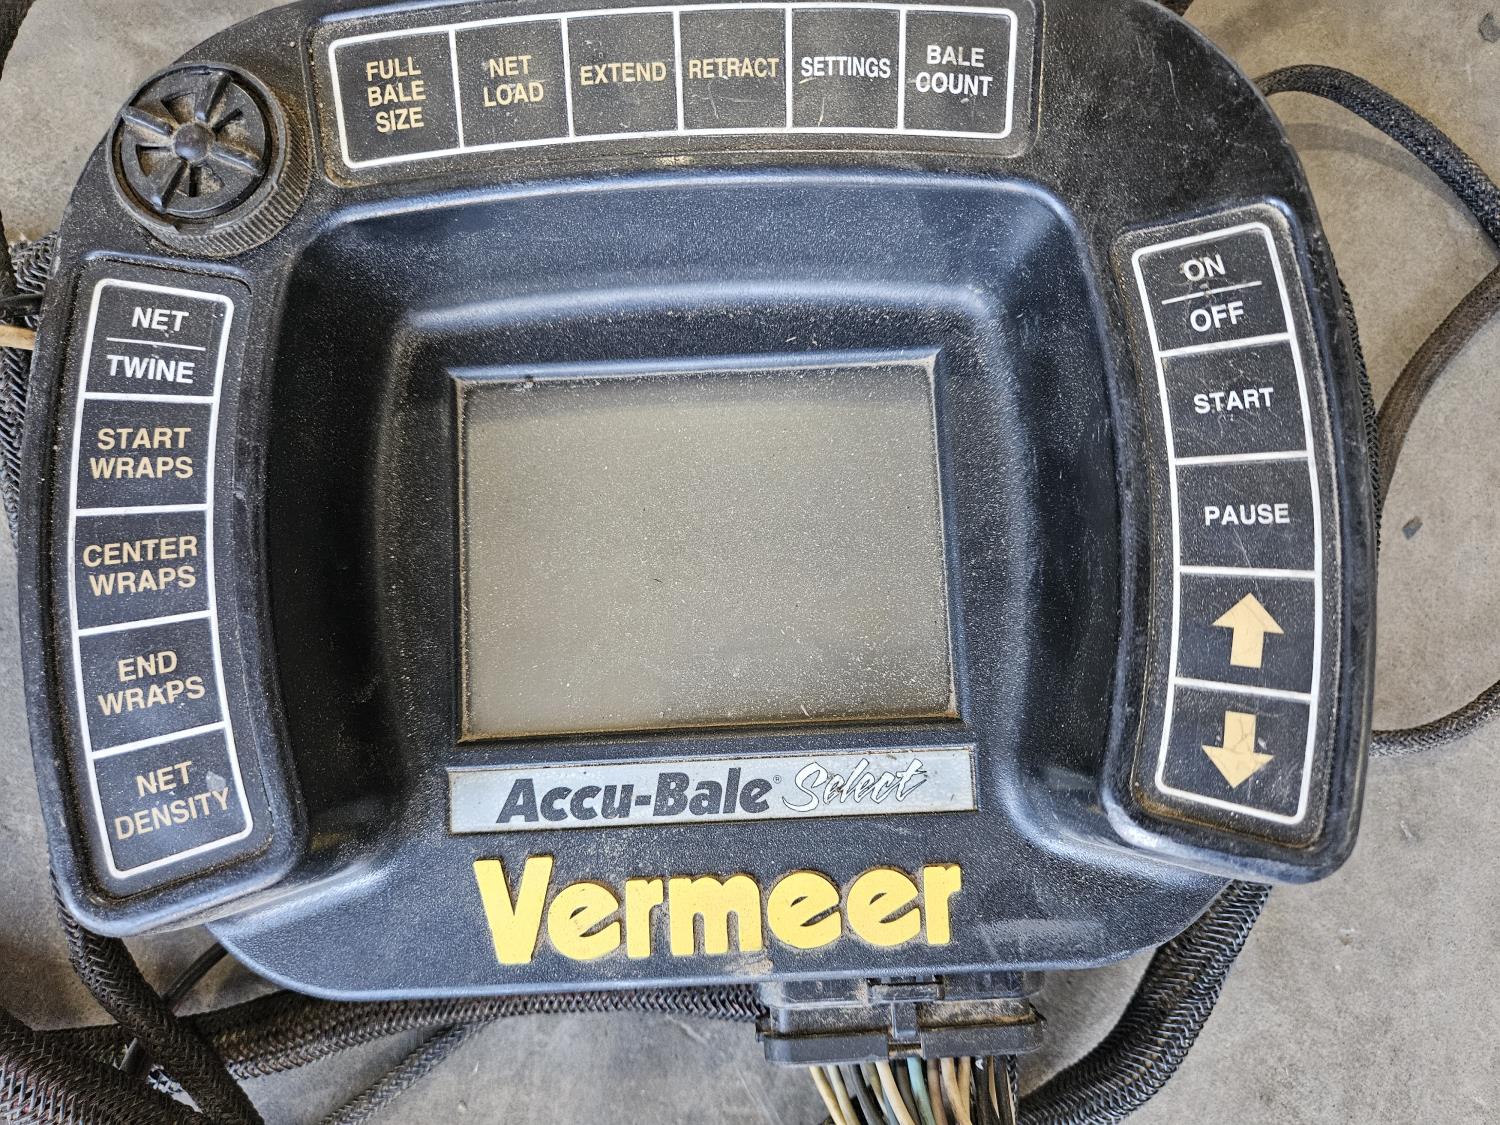 FULL
BALE
SIZE
NET
LOAD
EXTEND
RETRACT
SETTINGS
BALE
COUNT
NET
TWINE
START
WRAPS
CENTER
WRAPS
END
WRAPS
NET
DENSITY
ON
OFF
START
PAUSE
Accu-Bale® Select
Vermeer